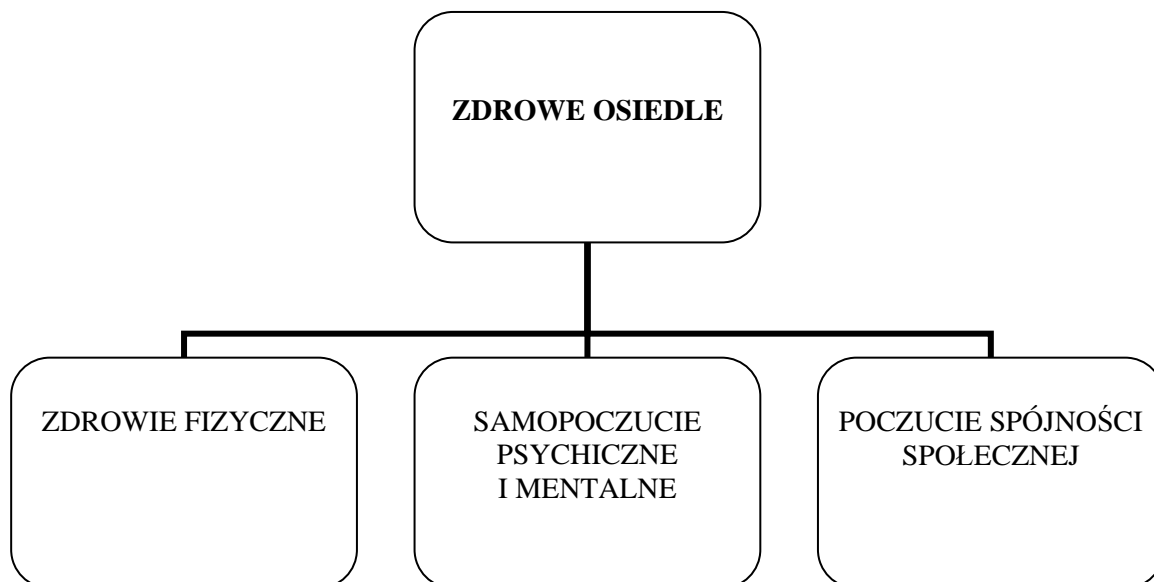 ZDROWE OSIEDLE
ZDROWIE FIZYCZNE
SAMOPOCZUCIE
PSYCHICZNE
I MENTALNE
POCZUCIE SPÓJNOŚCI
SPOŁECZNEJ